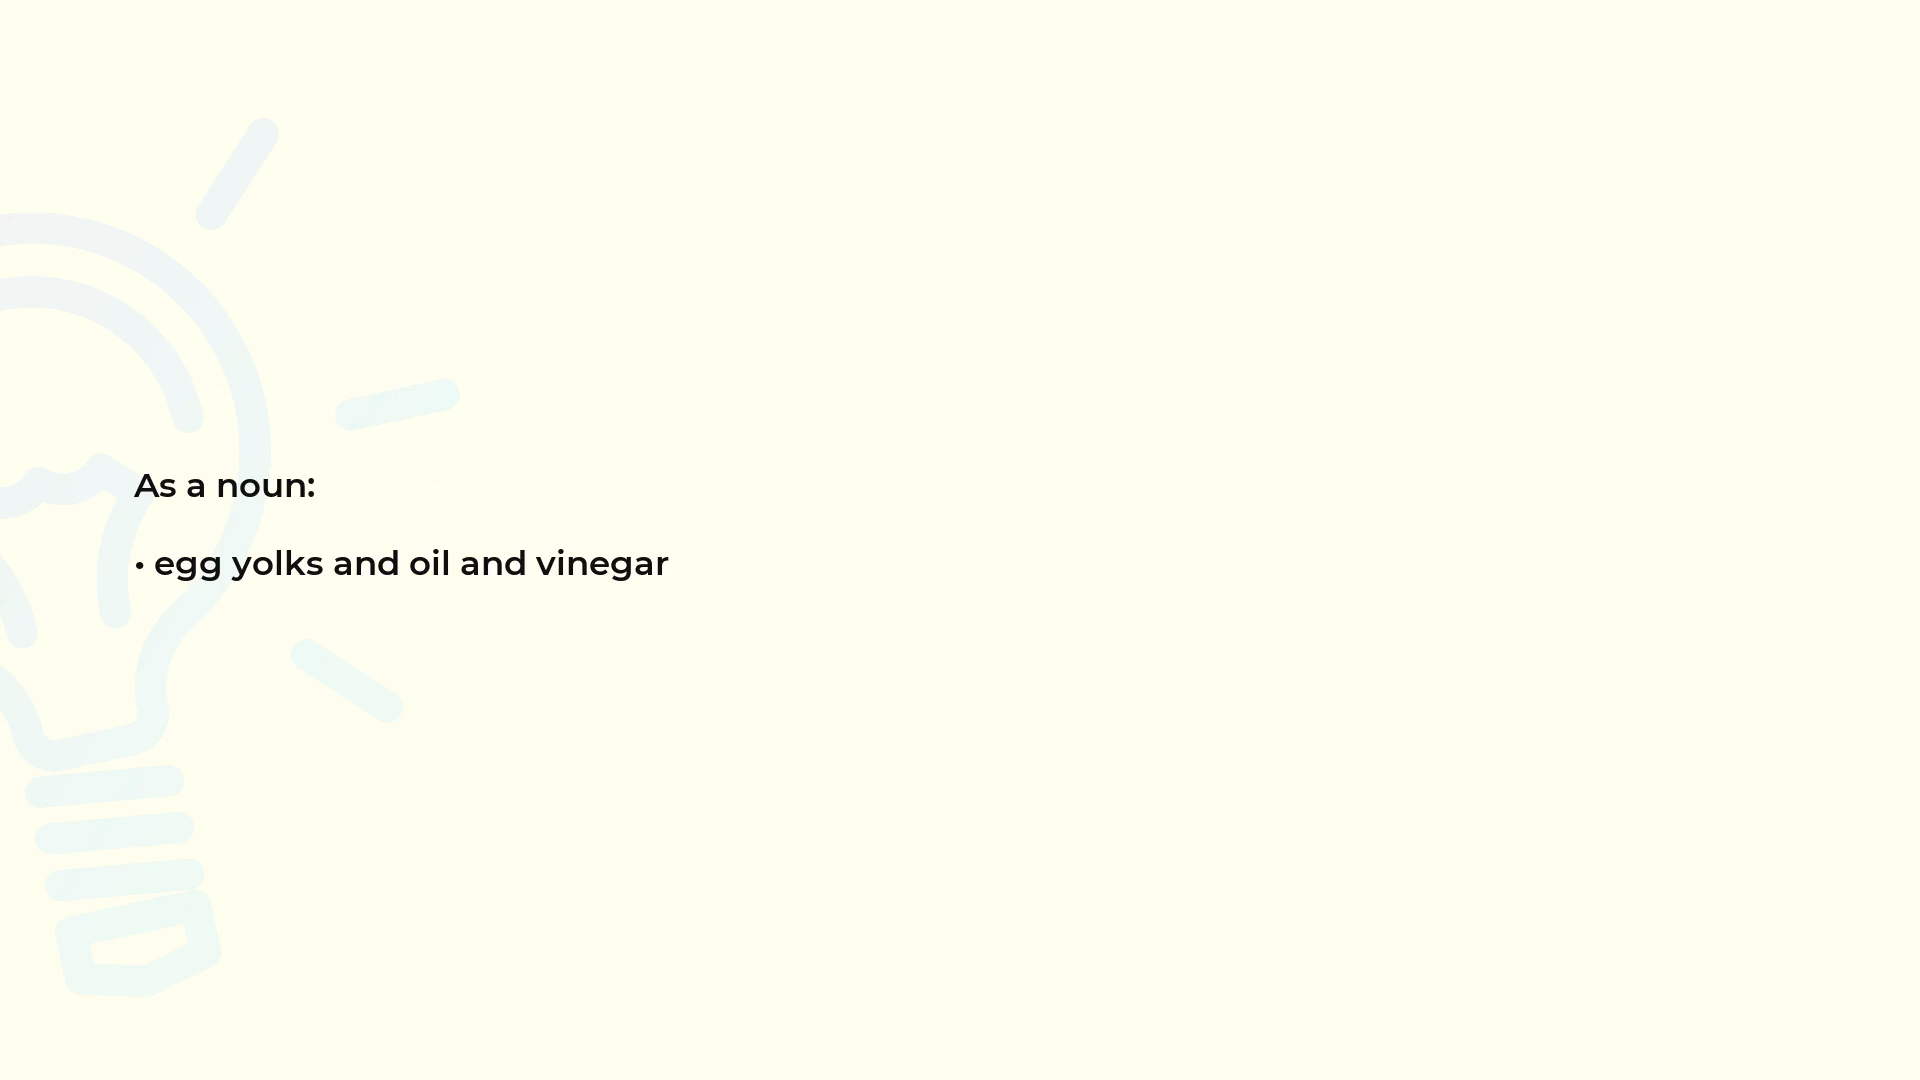 As a noun:
• egg yolks and oil and vinegar